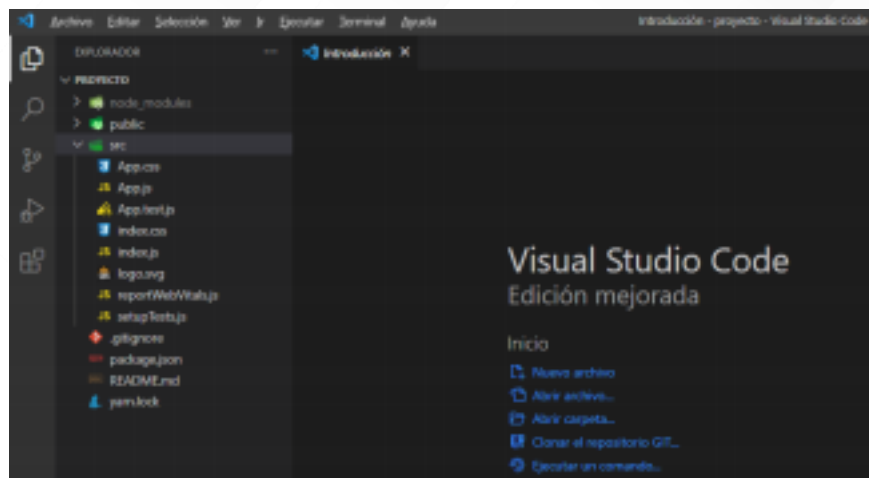 Archivo Editar Selección Ver Ir Ejecutar Terminal Ayuda
Introducción - proyecto - Visual Studio Code
EXPLORADOR
Introducción
PROYECTO
node_modules
public
src
App.css
App.js
App.test.js
index.css
index.js
logo.svg
reportWebVitals.js
setupTests.js
.gitignore
package.json
README.md
yarn.lock
Visual Studio Code
Edición mejorada
Inicio
Nuevo archivo
Abrir archivo...
Abrir carpeta...
Clonar el repositorio GIT...
Ejecutar un comando...